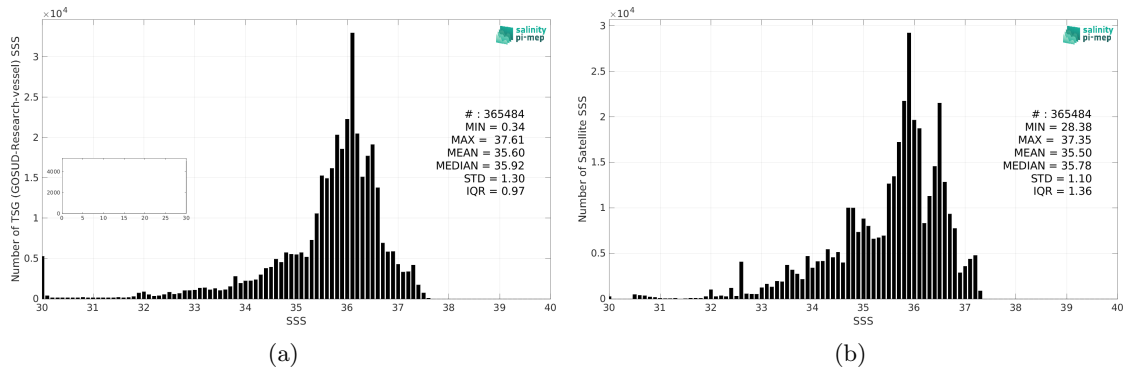 ×10⁴
salinity
pi-mep
Number of TSG (GOSUD-Research-vessel) SSS
3
2.5
2
1.5
1
0.5
0
# : 365484
MIN = 0.34
MAX = 37.61
MEAN = 35.60
MEDIAN = 35.92
STD = 1.30
IQR = 0.97
4000
2000
0
0 5 10 15 20 25 30
30 31 32 33 34 35 36 37 38 39 40
SSS
(a)
×10⁴
salinity
pi-mep
Number of Satellite SSS
3
2.5
2
1.5
1
0.5
0
# : 365484
MIN = 28.38
MAX = 37.35
MEAN = 35.50
MEDIAN = 35.78
STD = 1.10
IQR = 1.36
30 31 32 33 34 35 36 37 38 39 40
SSS
(b)